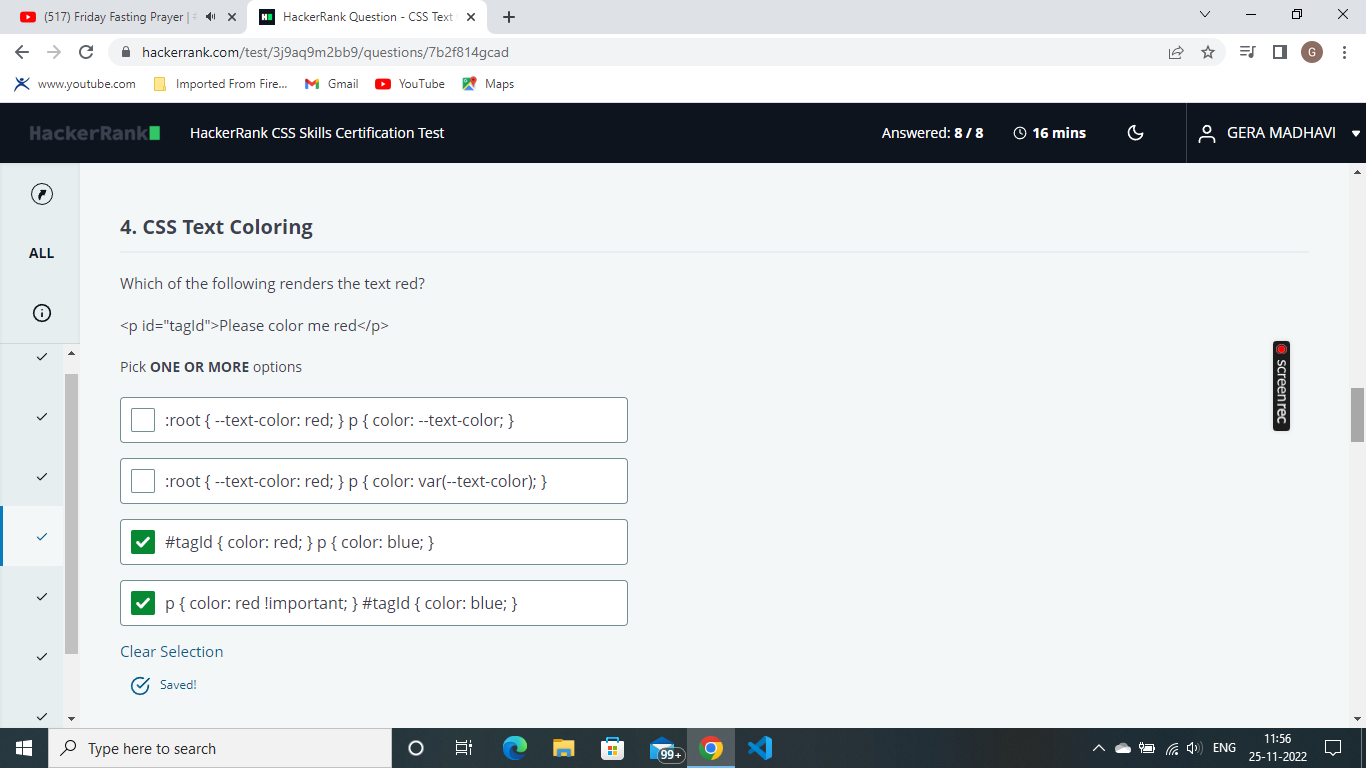 (517) Friday Fasting Prayer |
HackerRank Question - CSS Text
hackerrank.com/test/3j9aq9m2bb9/questions/7b2f814gcad
G
www.youtube.com
Imported From Fire...
Gmail
YouTube
Maps
HackerRank
HackerRank CSS Skills Certification Test
Answered: 8 / 8
16 mins
GERA MADHAVI
ALL
4. CSS Text Coloring
Which of the following renders the text red?
<p id="tagId">Please color me red</p>
Pick ONE OR MORE options
:root { --text-color: red; } p { color: --text-color; }
:root { --text-color: red; } p { color: var(--text-color); }
#tagId { color: red; } p { color: blue; }
p { color: red !important; } #tagId { color: blue; }
Clear Selection
Saved!
screenrec
Type here to search
99+
ENG
11:56
25-11-2022